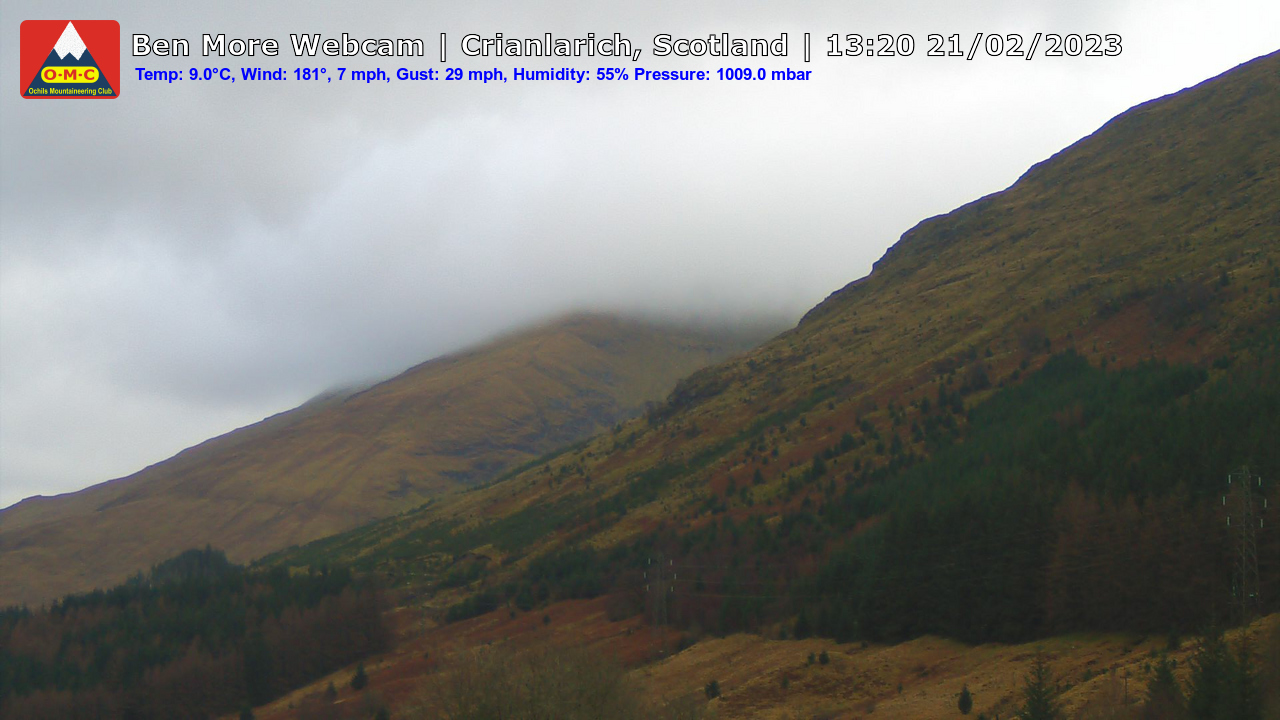 Ben More Webcam | Crianlarich, Scotland | 13:20 21/02/2023
Temp: 9.0°C, Wind: 181°, 7 mph, Gust: 29 mph, Humidity: 55% Pressure: 1009.0 mbar
O·M·C
Ochils Mountaineering Club